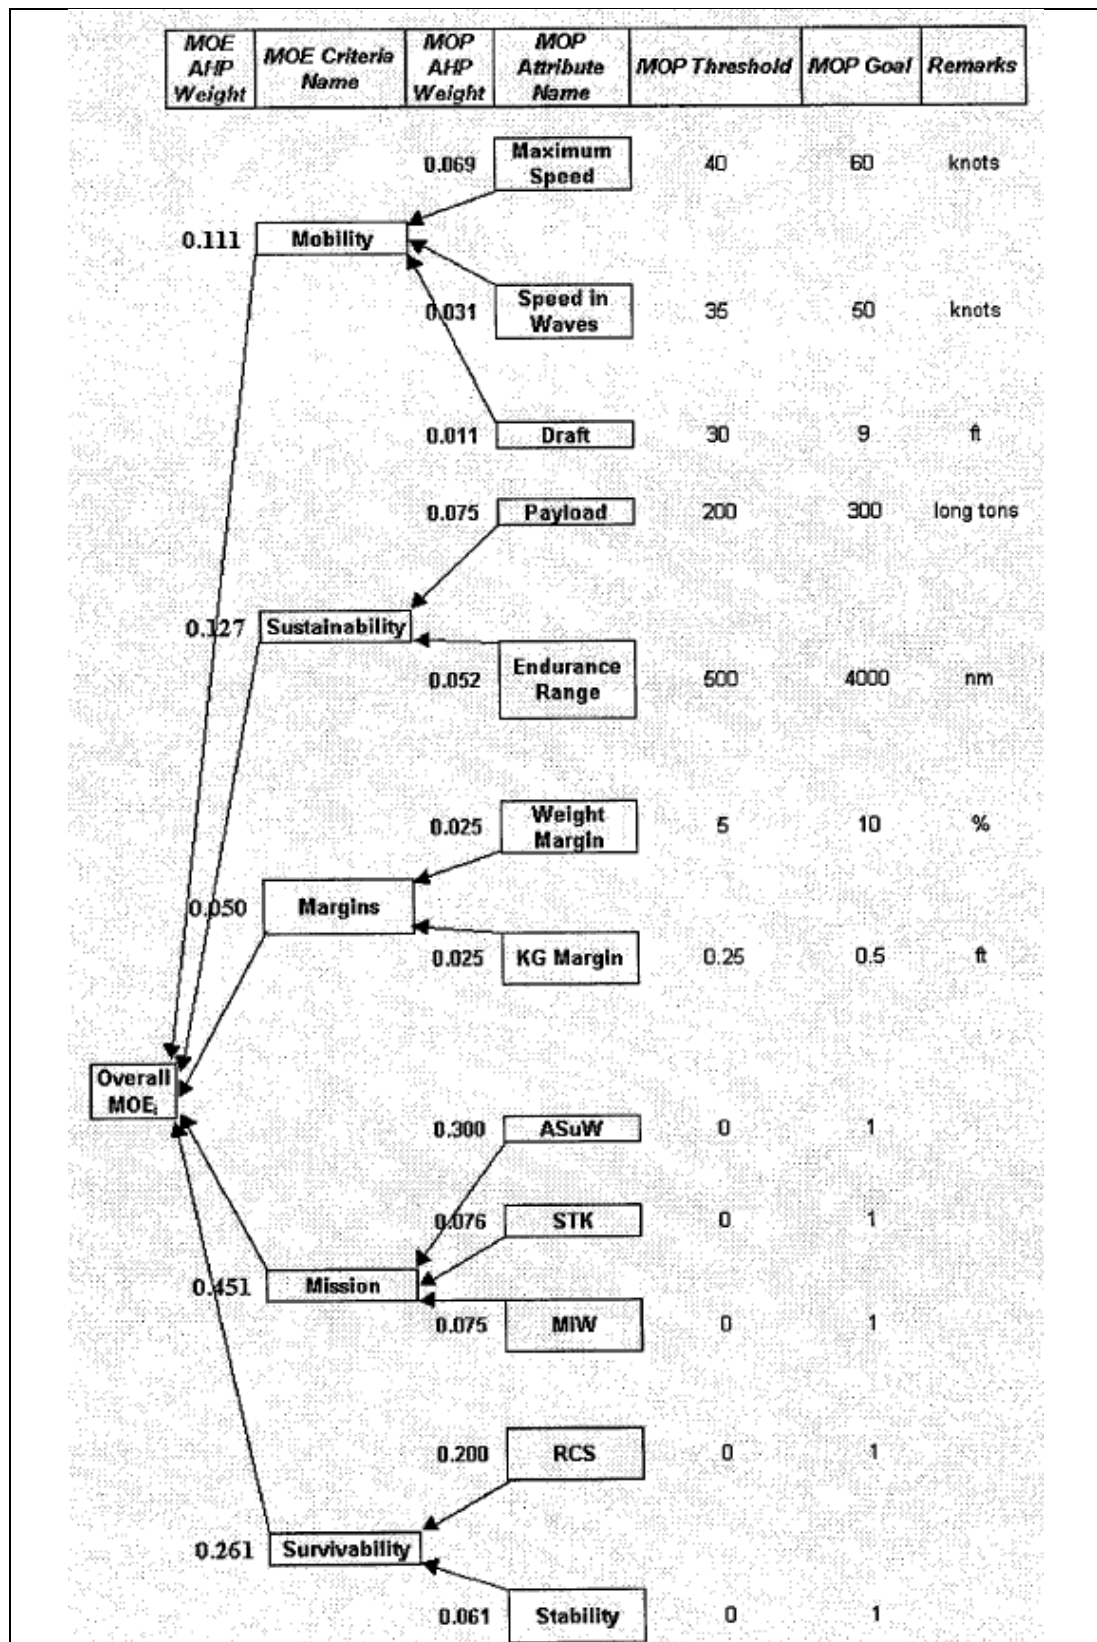 MOE AHP Weight MOE Criteria Name MOP AHP Weight MOP Attribute Name MOP Threshold MOP Goal Remarks
0.069 Maximum Speed 40 60 knots
0.111 Mobility
0.031 Speed in Waves 35 50 knots
0.011 Draft 30 9 ft
0.075 Payload 200 300 long tons
0.127 Sustainability
0.052 Endurance Range 500 4000 nm
0.025 Weight Margin 5 10 %
0.050 Margins
0.025 KG Margin 0.25 0.5 ft
Overall MOEi
0.300 ASuW 0 1
0.076 STK 0 1
0.451 Mission
0.075 MIW 0 1
0.200 RCS 0 1
0.261 Survivability
0.061 Stability 0 1